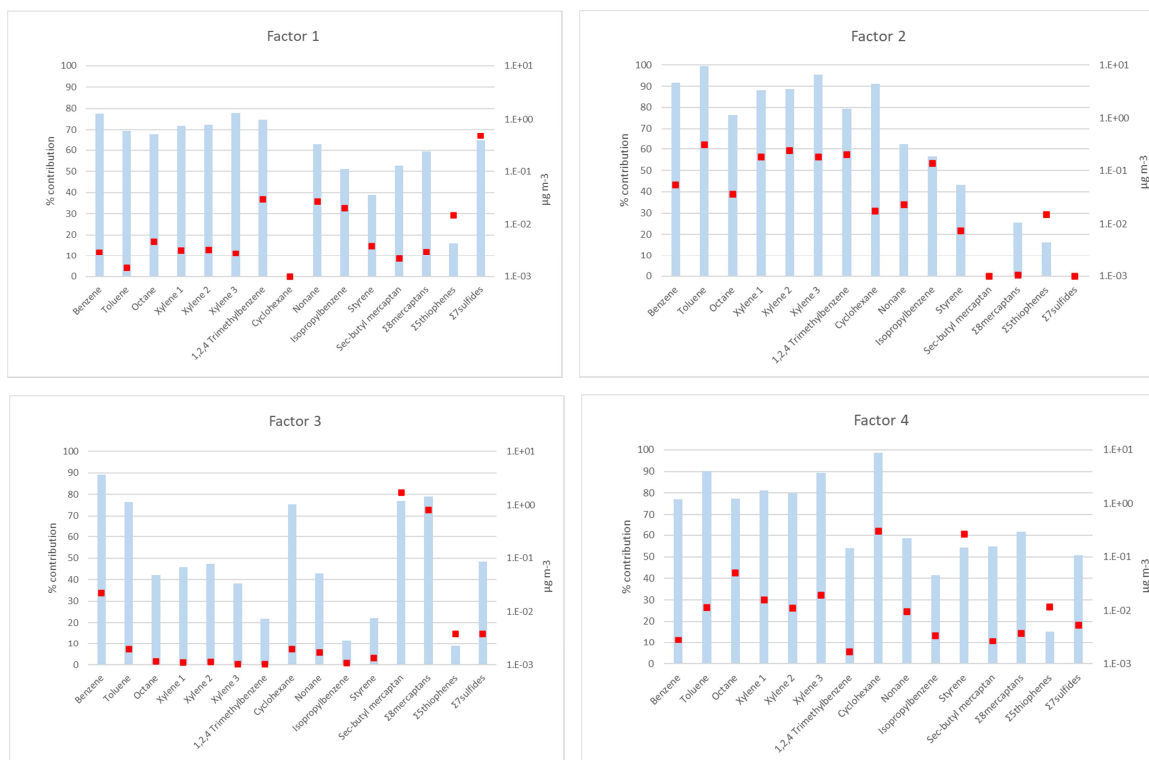 Factor 1
% contribution
100
90
80
70
60
50
40
30
20
10
0
1.E+01
1.E+00
1.E-01
1.E-02
1.E-03
µg m-3
Benzene
Toluene
Octane
Xylene 1
Xylene 2
Xylene 3
1,2,4 Trimethylbenzene
Cyclohexane
Nonane
Isopropylbenzene
Styrene
Sec-butyl mercaptan
Σ8mercaptans
Σ5thiophenes
Σ7sulfides
Factor 2
% contribution
100
90
80
70
60
50
40
30
20
10
0
1.E+01
1.E+00
1.E-01
1.E-02
1.E-03
µg m-3
Benzene
Toluene
Octane
Xylene 1
Xylene 2
Xylene 3
1,2,4 Trimethylbenzene
Cyclohexane
Nonane
Isopropylbenzene
Styrene
Sec-butyl mercaptan
Σ8mercaptans
Σ5thiophenes
Σ7sulfides
Factor 3
% contribution
100
90
80
70
60
50
40
30
20
10
0
1.E+01
1.E+00
1.E-01
1.E-02
1.E-03
µg m-3
Benzene
Toluene
Octane
Xylene 1
Xylene 2
Xylene 3
1,2,4 Trimethylbenzene
Cyclohexane
Nonane
Isopropylbenzene
Styrene
Sec-butyl mercaptan
Σ8mercaptans
Σ5thiophenes
Σ7sulfides
Factor 4
% contribution
100
90
80
70
60
50
40
30
20
10
0
1.E+01
1.E+00
1.E-01
1.E-02
1.E-03
µg m-3
Benzene
Toluene
Octane
Xylene 1
Xylene 2
Xylene 3
1,2,4 Trimethylbenzene
Cyclohexane
Nonane
Isopropylbenzene
Styrene
Sec-butyl mercaptan
Σ8mercaptans
Σ5thiophenes
Σ7sulfides